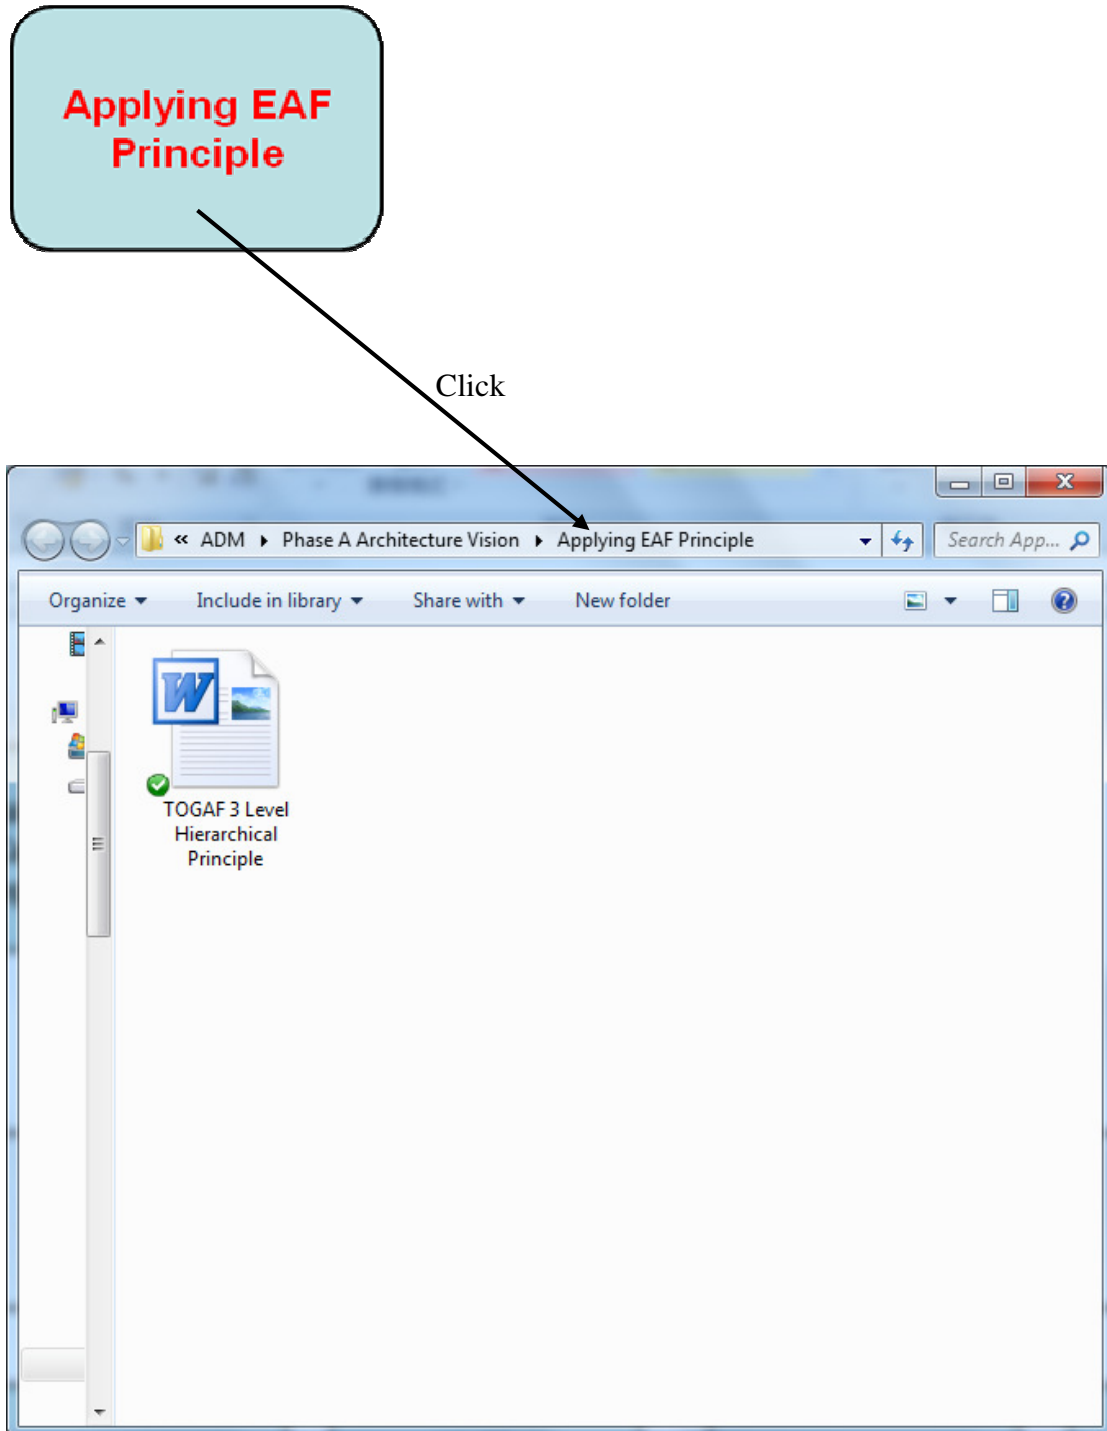 Applying EAF
Principle
Click
« ADM ▸ Phase A Architecture Vision ▸ Applying EAF Principle
Search App...
Organize Include in library Share with New folder
TOGAF 3 Level
Hierarchical
Principle